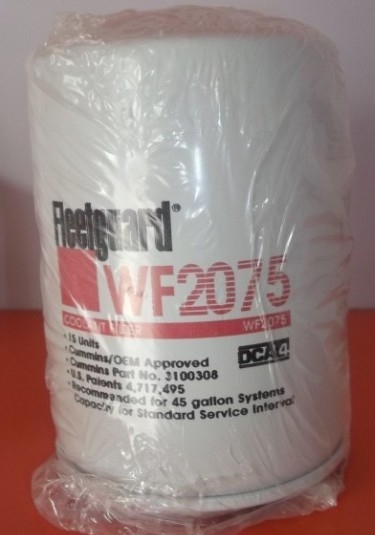 Fleetguard®
WF2075
COOLANT FILTER WF2075
• 15 Units
• Cummins/OEM Approved
• Cummins Part No. 3100308
• U.S. Patents 4,717,495
• Recommended for 45 gallon Systems
Capacity for Standard Service Interval
DCA4